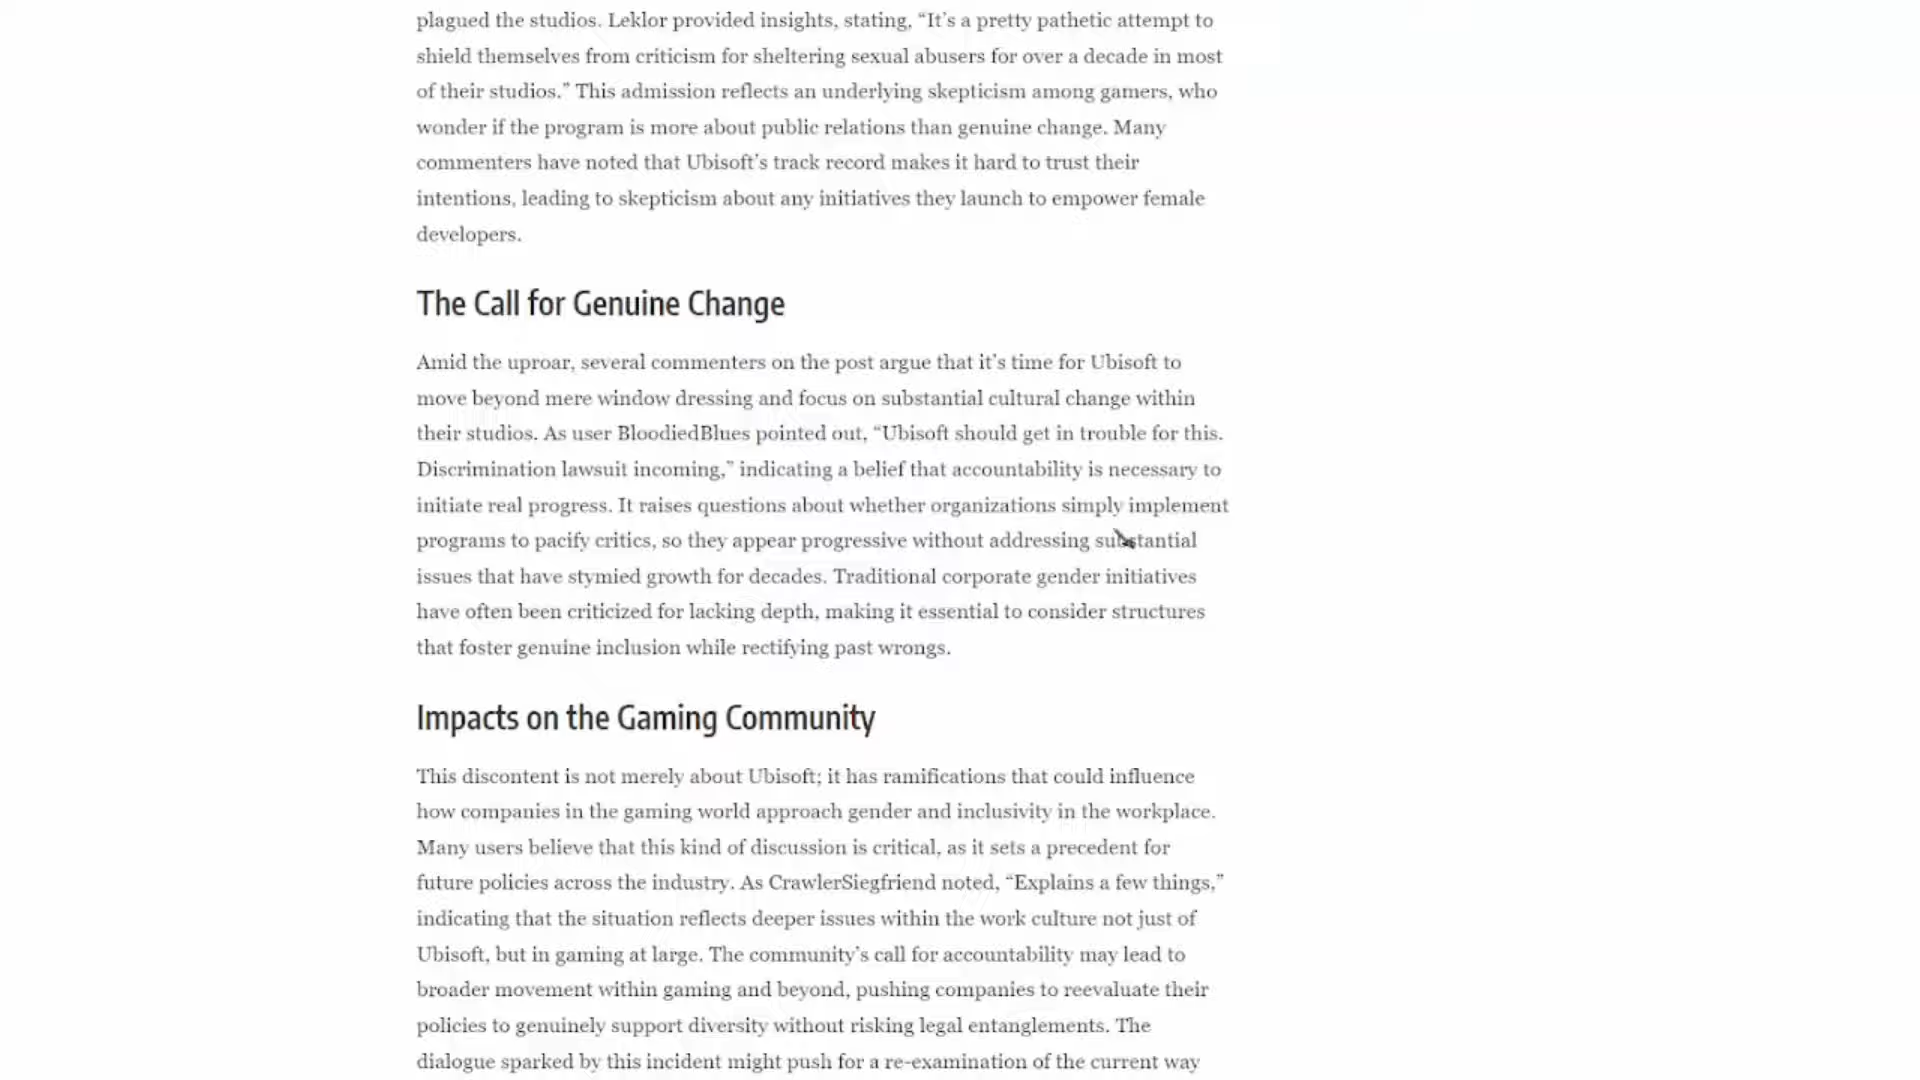 plagued the studios. Leklor provided insights, stating, “It’s a pretty pathetic attempt to
shield themselves from criticism for sheltering sexual abusers for over a decade in most
of their studios.” This admission reflects an underlying skepticism among gamers, who
wonder if the program is more about public relations than genuine change. Many
commenters have noted that Ubisoft’s track record makes it hard to trust their
intentions, leading to skepticism about any initiatives they launch to empower female
developers.
The Call for Genuine Change
Amid the uproar, several commenters on the post argue that it’s time for Ubisoft to
move beyond mere window dressing and focus on substantial cultural change within
their studios. As user BloodiedBlues pointed out, “Ubisoft should get in trouble for this.
Discrimination lawsuit incoming,” indicating a belief that accountability is necessary to
initiate real progress. It raises questions about whether organizations simply implement
programs to pacify critics, so they appear progressive without addressing substantial
issues that have stymied growth for decades. Traditional corporate gender initiatives
have often been criticized for lacking depth, making it essential to consider structures
that foster genuine inclusion while rectifying past wrongs.
Impacts on the Gaming Community
This discontent is not merely about Ubisoft; it has ramifications that could influence
how companies in the gaming world approach gender and inclusivity in the workplace.
Many users believe that this kind of discussion is critical, as it sets a precedent for
future policies across the industry. As CrawlerSiegfriend noted, “Explains a few things,”
indicating that the situation reflects deeper issues within the work culture not just of
Ubisoft, but in gaming at large. The community’s call for accountability may lead to
broader movement within gaming and beyond, pushing companies to reevaluate their
policies to genuinely support diversity without risking legal entanglements. The
dialogue sparked by this incident might push for a re-examination of the current way